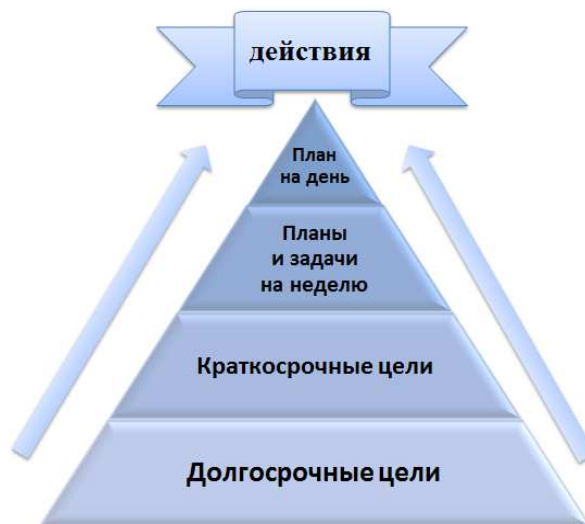 действия
План
на день
Планы
и задачи
на неделю
Краткосрочные цели
Долгосрочные цели